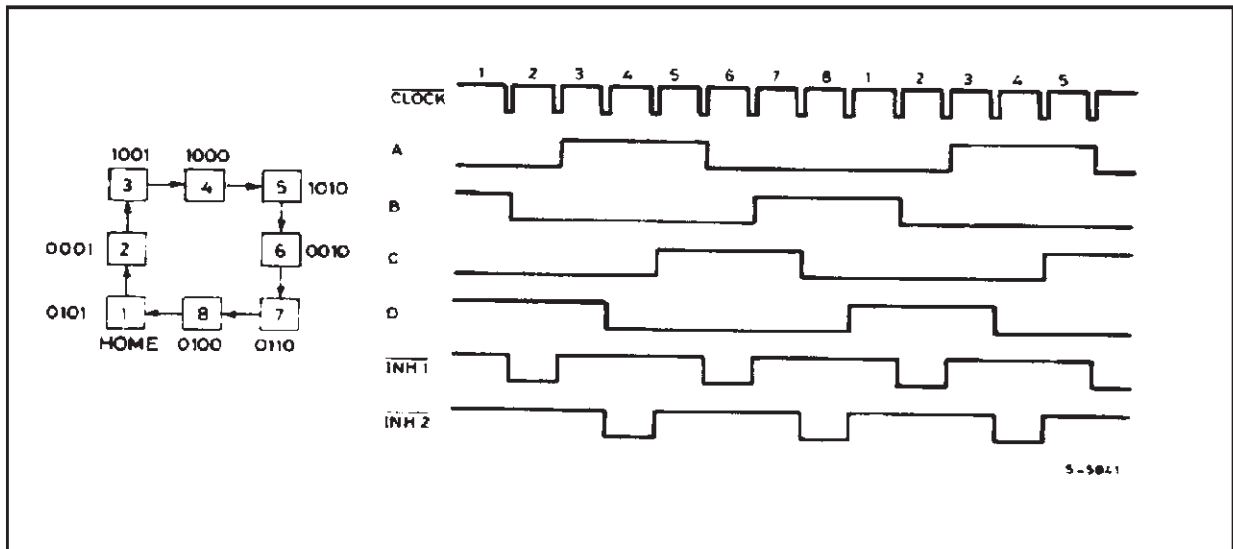 1 2 3 4 5 6 7 8 1 2 3 4 5
CLOCK
A
B
C
D
INH 1
INH 2
1001 1000
3 4 5 1010
0001 2 6 0010
0101 1 8 7
HOME 0100 0110
S-5841